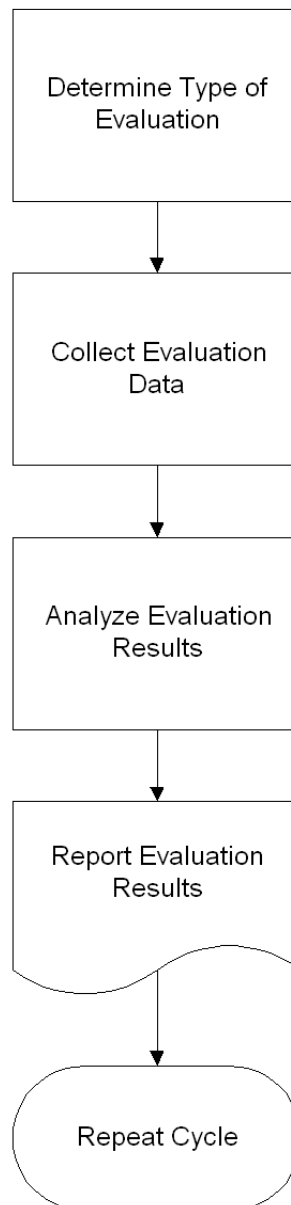 Determine Type of
Evaluation
Collect Evaluation
Data
Analyze Evaluation
Results
Report Evaluation
Results
Repeat Cycle